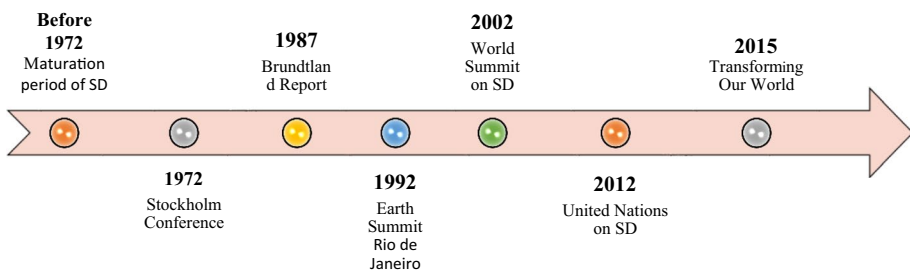 Before
1972
Maturation
period of SD
1972
Stockholm
Conference
1987
Brundtlan
d Report
1992
Earth
Summit
Rio de
Janeiro
2002
World
Summit
on SD
2012
United Nations
on SD
2015
Transforming
Our World